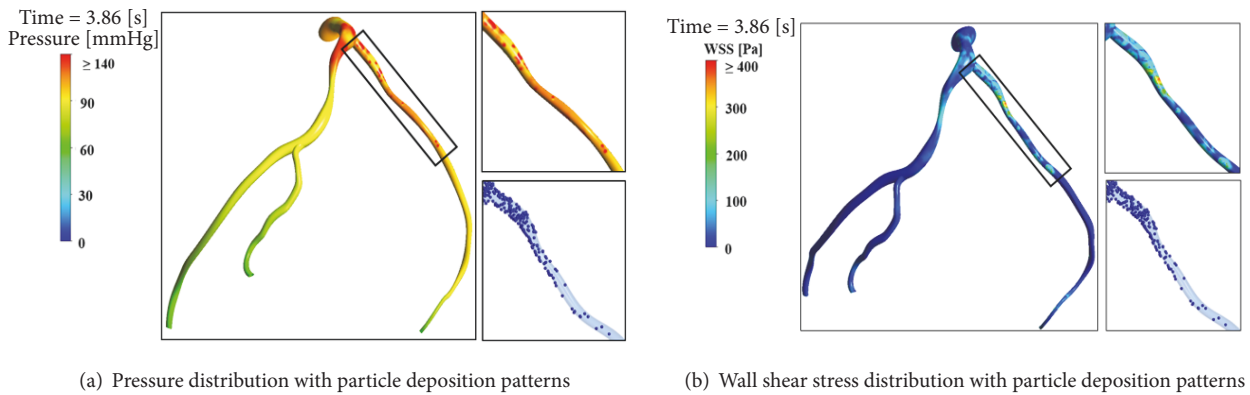 Time = 3.86 [s]
Pressure [mmHg]
≥ 140
90
60
30
0
(a) Pressure distribution with particle deposition patterns
Time = 3.86 [s]
WSS [Pa]
≥ 400
300
200
100
0
(b) Wall shear stress distribution with particle deposition patterns